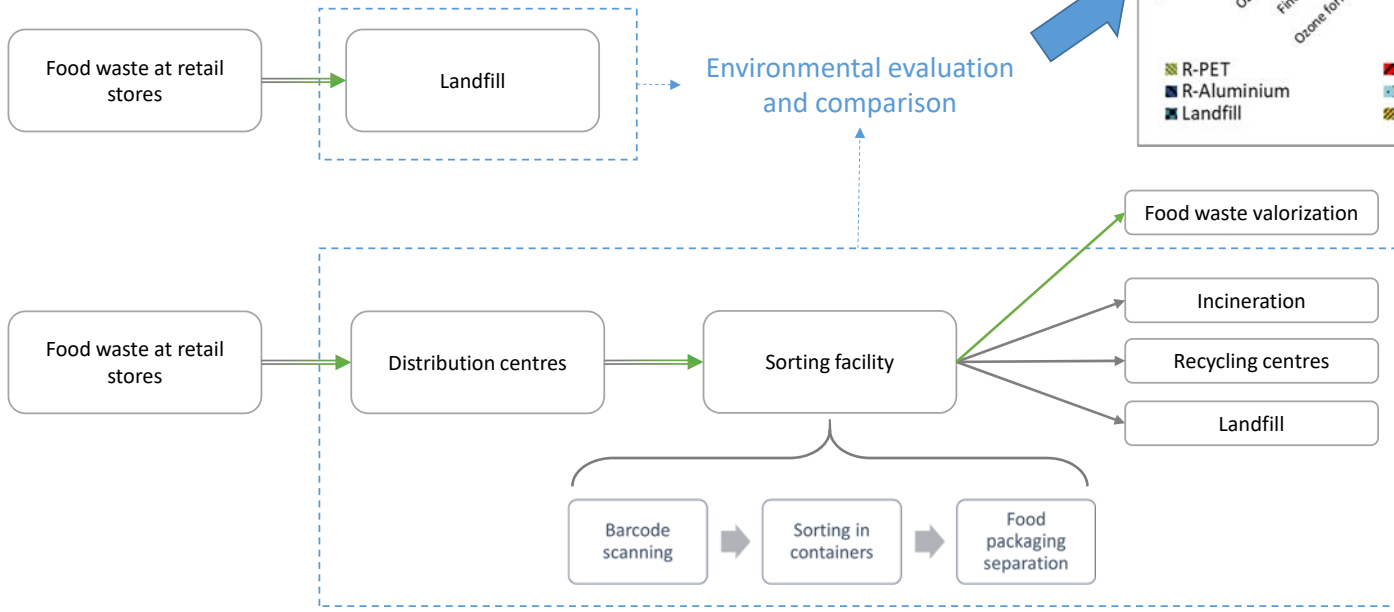 Food waste at retail
stores
Landfill
Environmental evaluation
and comparison
R-PET
R-Aluminium
Landfill
Food waste valorization
Incineration
Recycling centres
Landfill
Food waste at retail
stores
Distribution centres
Sorting facility
Barcode
scanning
Sorting in
containers
Food
packaging
separation